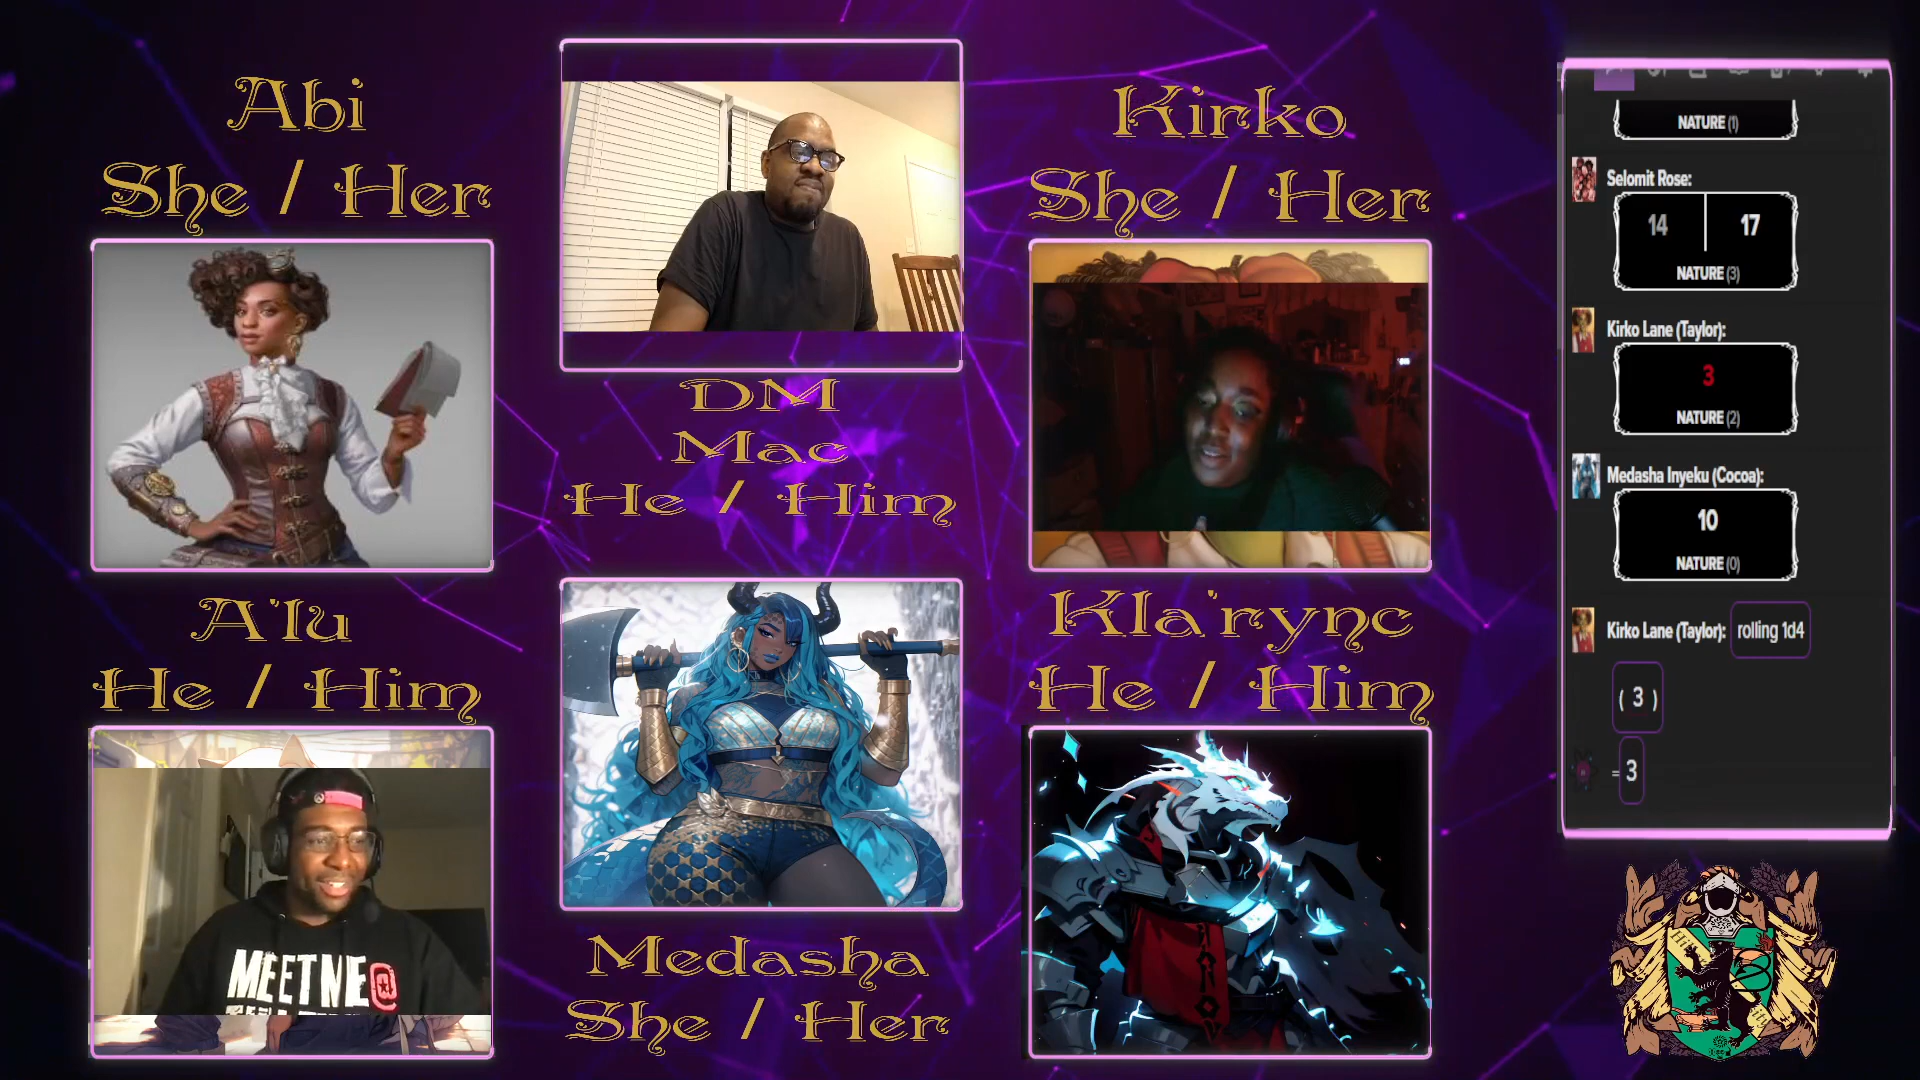 Abi
She / Her
DM
Mac
He / Him
Kirko
She / Her
A'lu
He / Him
MEETNE
Medasha
She / Her
Kla'rync
He / Him
NATURE (1)
Selomit Rose:
14 17
NATURE (3)
Kirko Lane (Taylor):
3
NATURE (2)
Medasha Inyeku (Cocoa):
10
NATURE (0)
Kirko Lane (Taylor): rolling 1d4
( 3 )
= 3